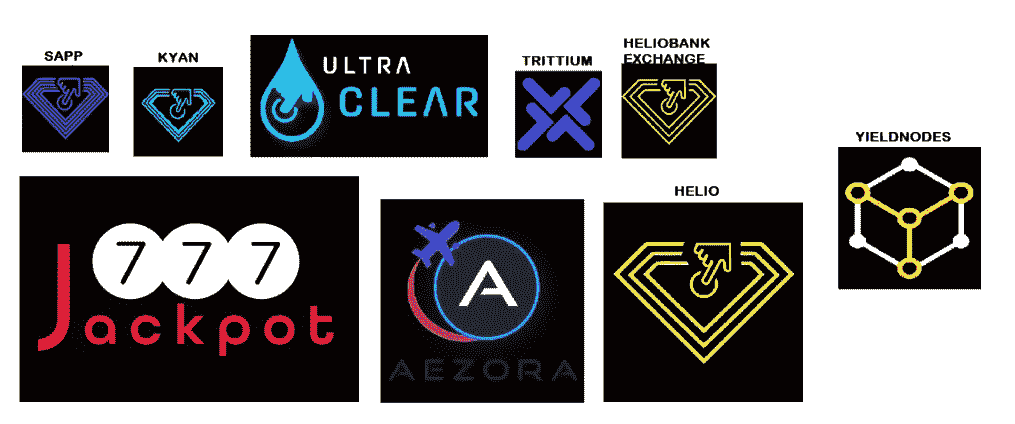 SAPP
KYAN
ULTRA
CLEAR
TRITTIUM
HELIOBANK
EXCHANGE
YIELDNODES
777
Jackpot
A
AEZORA
HELIO